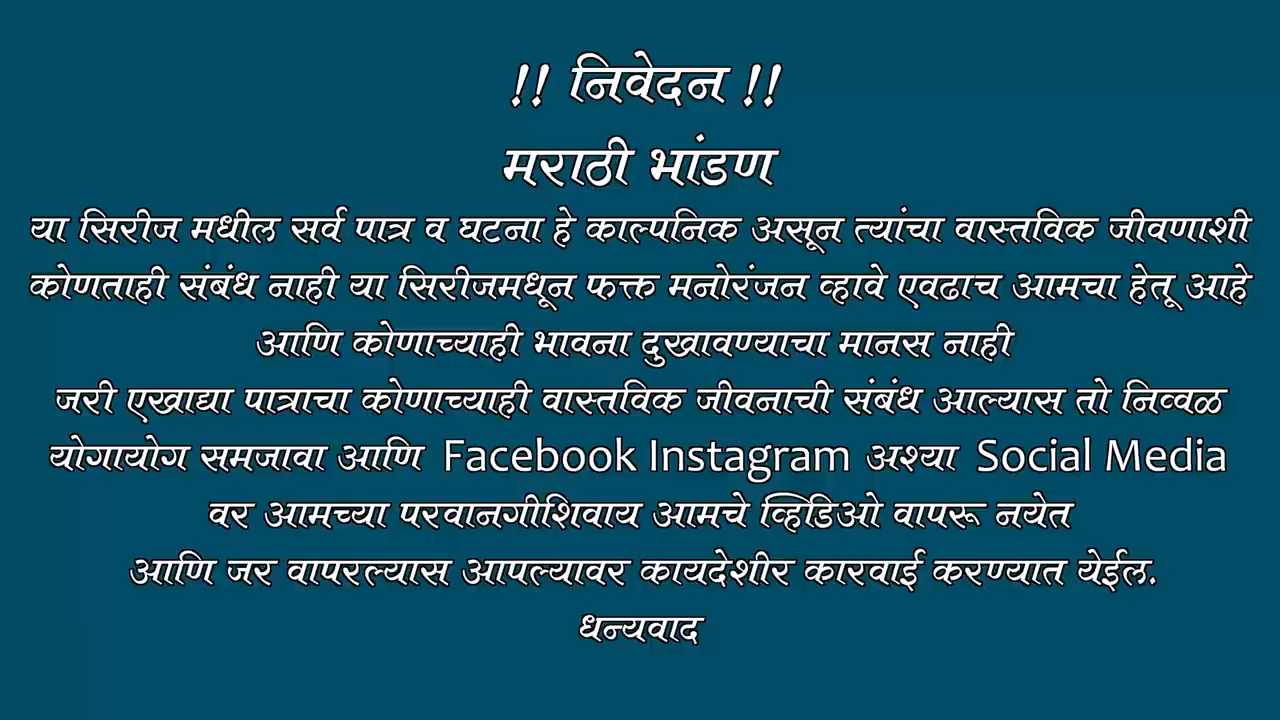 !! निवेदन !!
मराठी भांडण
या सिरीज मधील सर्व पात्र व घटना हे काल्पनिक असून त्यांचा वास्तविक जीवणाशी
कोणताही संबंध नाही या सिरीजमधून फक्त मनोरंजन व्हावे एवढाच आमचा हेतू आहे
आणि कोणाच्याही भावना दुखावण्याचा मानस नाही
जरी एखाद्या पात्राचा कोणाच्याही वास्तविक जीवनाची संबंध आल्यास तो निव्वळ
योगायोग समजावा आणि Facebook Instagram अश्या Social Media
वर आमच्या परवानगीशिवाय आमचे व्हिडिओ वापरू नयेत
आणि जर वापरल्यास आपल्यावर कायदेशीर कारवाई करण्यात येईल.
धन्यवाद